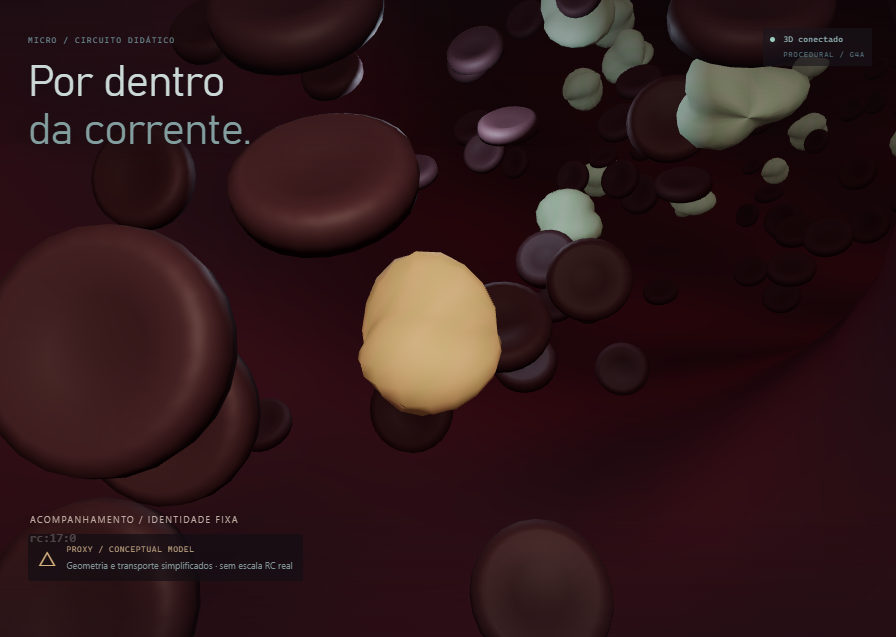 MICRO / CIRCUITO DIDÁTICO
Por dentro
da corrente.
3D conectado
PROCEDURAL / G4A
ACOMPANHAMENTO / IDENTIDADE FIXA
rc:17:0
PROXY / CONCEPTUAL MODEL
Geometria e transporte simplificados · sem escala RC real